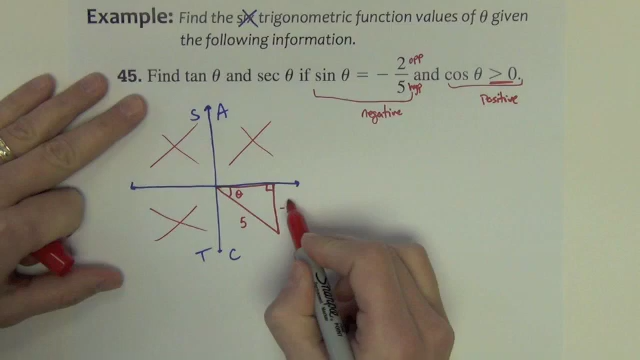 Example: Find the six trigonometric function values of θ given
the following information.
45. Find tan θ and sec θ if sin θ = − 2/5 and cos θ > 0.
opp
hyp
negative
positive
S A
θ
5
-
T C
Sharpie